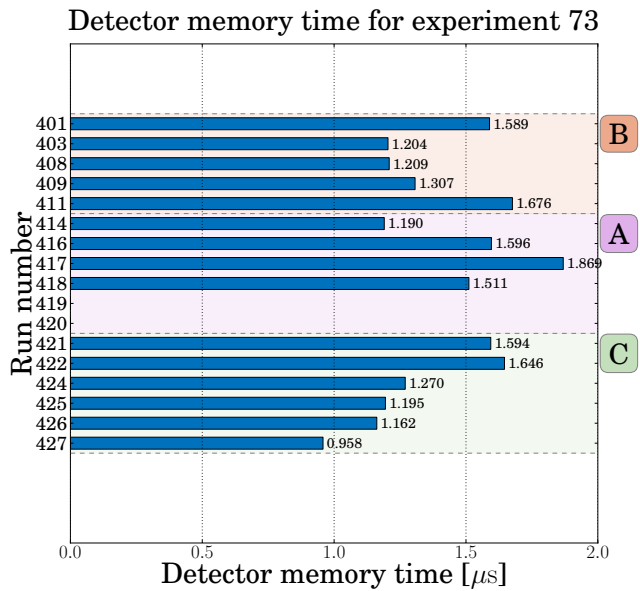 Detector memory time for experiment 73
Run number
401 1.589
B
403 1.204
408 1.209
409 1.307
411 1.676
414 1.190
A
416 1.596
417 1.869
418 1.511
419
420
421 1.594
C
422 1.646
424 1.270
425 1.195
426 1.162
427 0.958
0.0 0.5 1.0 1.5 2.0
Detector memory time [μs]